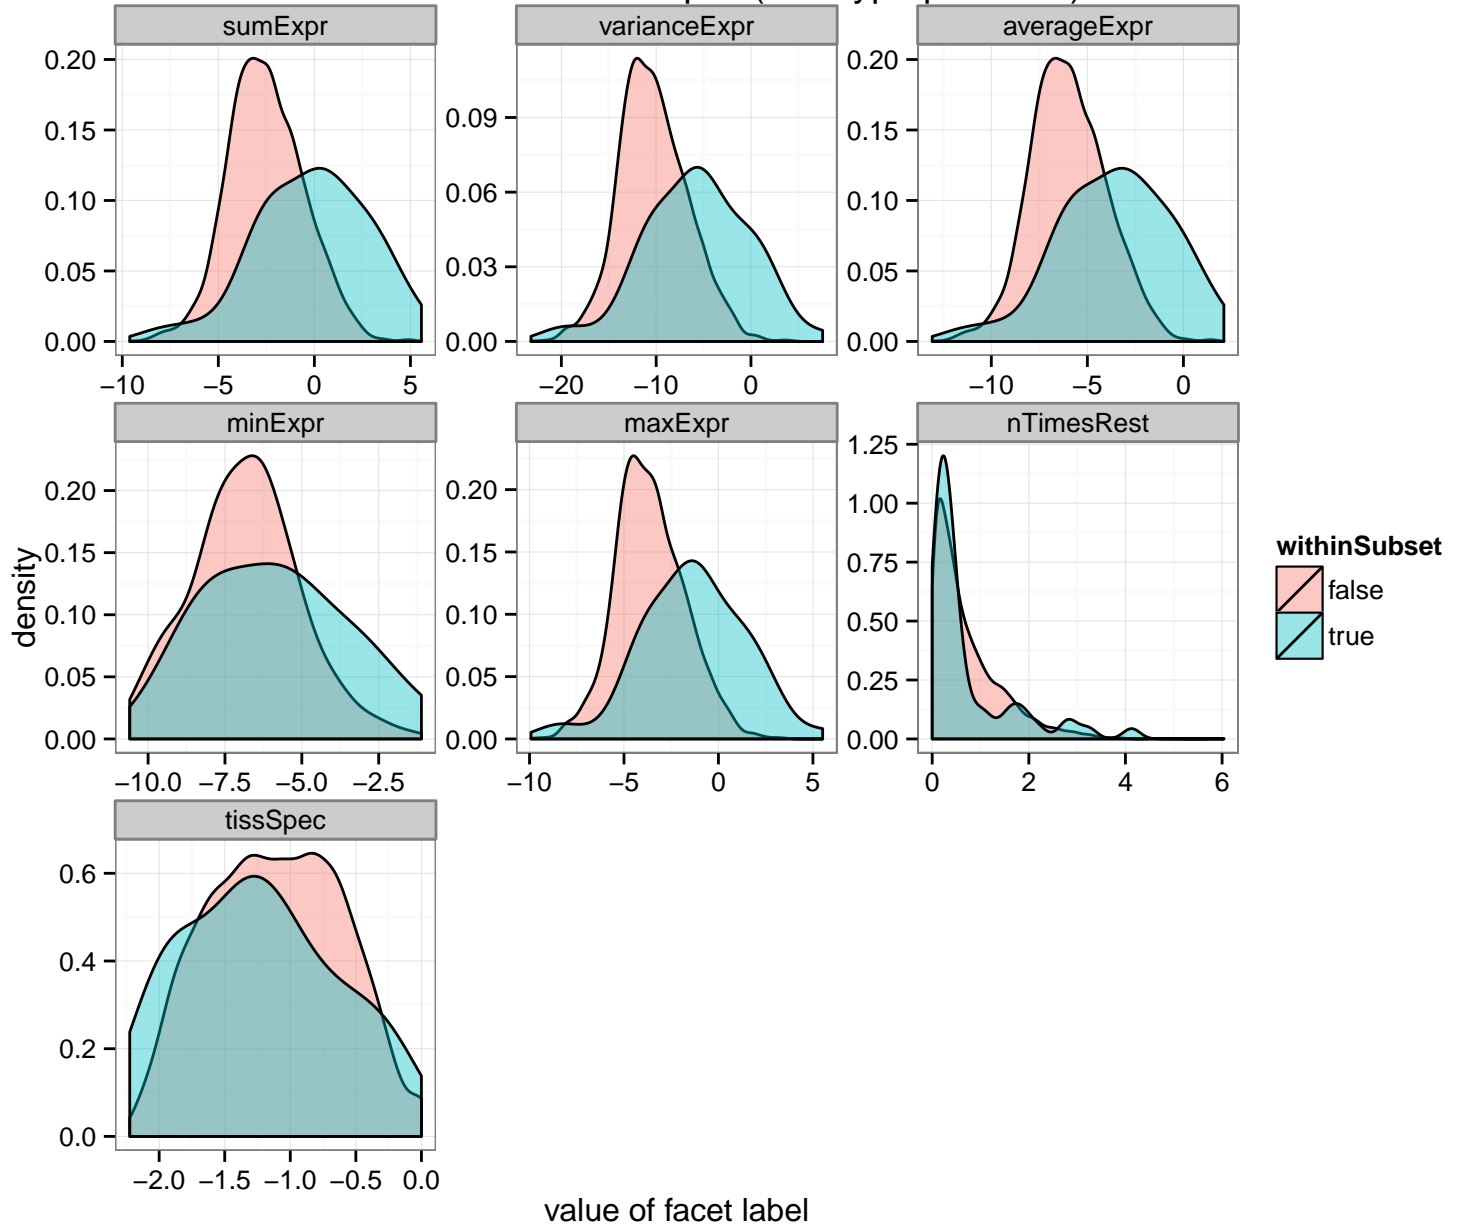 sumExpr varianceExpr averageExpr
0.20 0.20
0.15 0.09 0.15
0.10 0.06 0.10
0.05 0.03 0.05
0.00 0.00 0.00
−10 −5 0 5 −20 −10 0 −10 −5 0
minExpr maxExpr nTimesRest
1.25
0.20 0.20 1.00
0.15 0.15 0.75
0.10 0.10 0.50
0.05 0.05 0.25
0.00 0.00 0.00
−10.0 −7.5 −5.0 −2.5 −10 −5 0 5 0 2 4 6
density
withinSubset
false
true
tissSpec
0.6
0.4
0.2
0.0
−2.0 −1.5 −1.0 −0.5 0.0
value of facet label